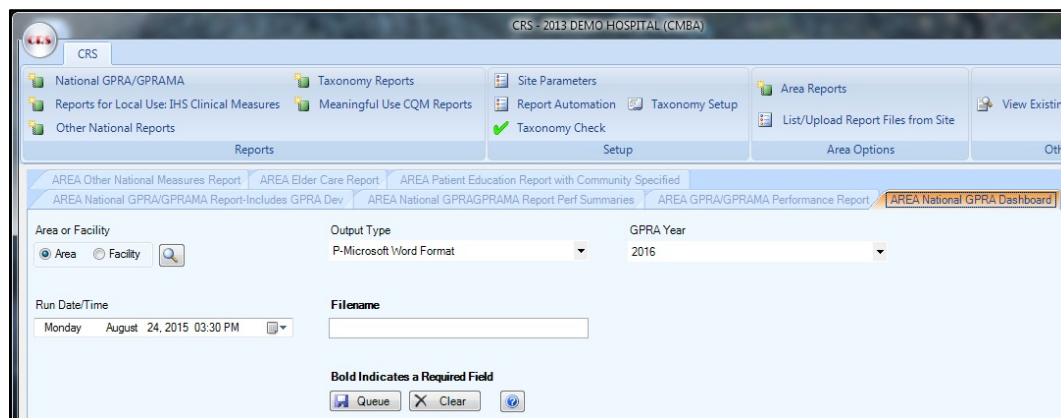 CRS - 2013 DEMO HOSPITAL (CMBA)
CRS
CRS
National GPRA/GPRAMA
Reports for Local Use: IHS Clinical Measures
Other National Reports
Taxonomy Reports
Meaningful Use CQM Reports
Reports
Site Parameters
Report Automation
Taxonomy Setup
Taxonomy Check
Setup
Area Reports
List/Upload Report Files from Site
Area Options
View Existin
Oth
AREA Other National Measures Report
AREA Elder Care Report
AREA Patient Education Report with Community Specified
AREA National GPRA/GPRAMA Report-Includes GPRA Dev
AREA National GPRAGPRAMA Report Perf Summaries
AREA GPRA/GPRAMA Performance Report
AREA National GPRA Dashboard
Area or Facility
Area
Facility
Output Type
P-Microsoft Word Format
GPRA Year
2016
Run Date/Time
Monday August 24, 2015 03:30 PM
Filename
Bold Indicates a Required Field
Queue
Clear